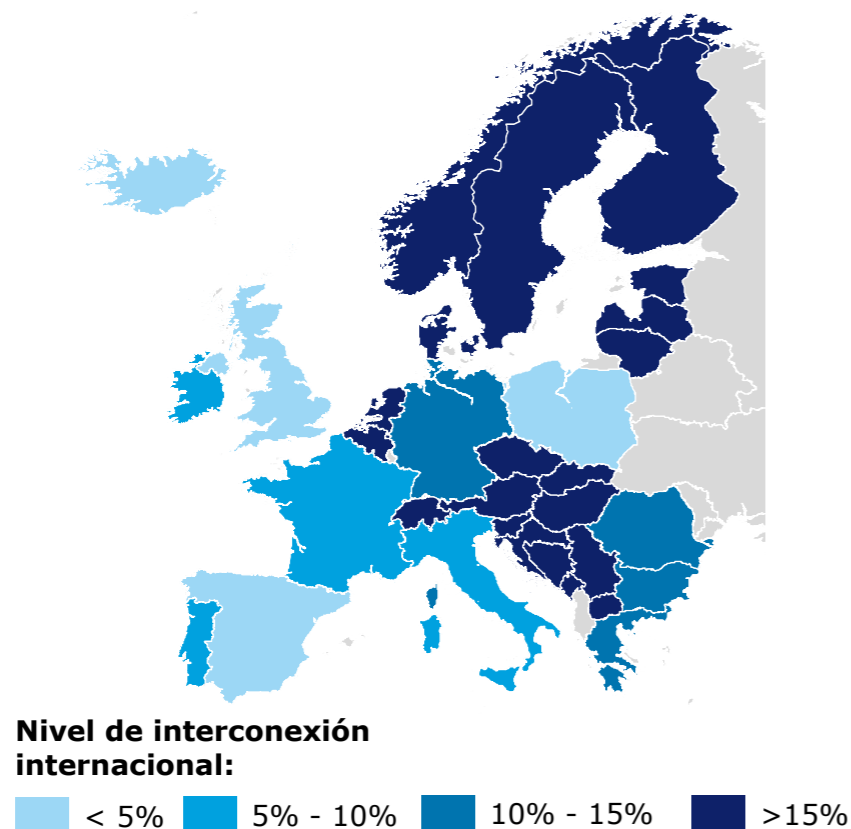 Nivel de interconexión
internacional:
< 5% 5% - 10% 10% - 15% >15%